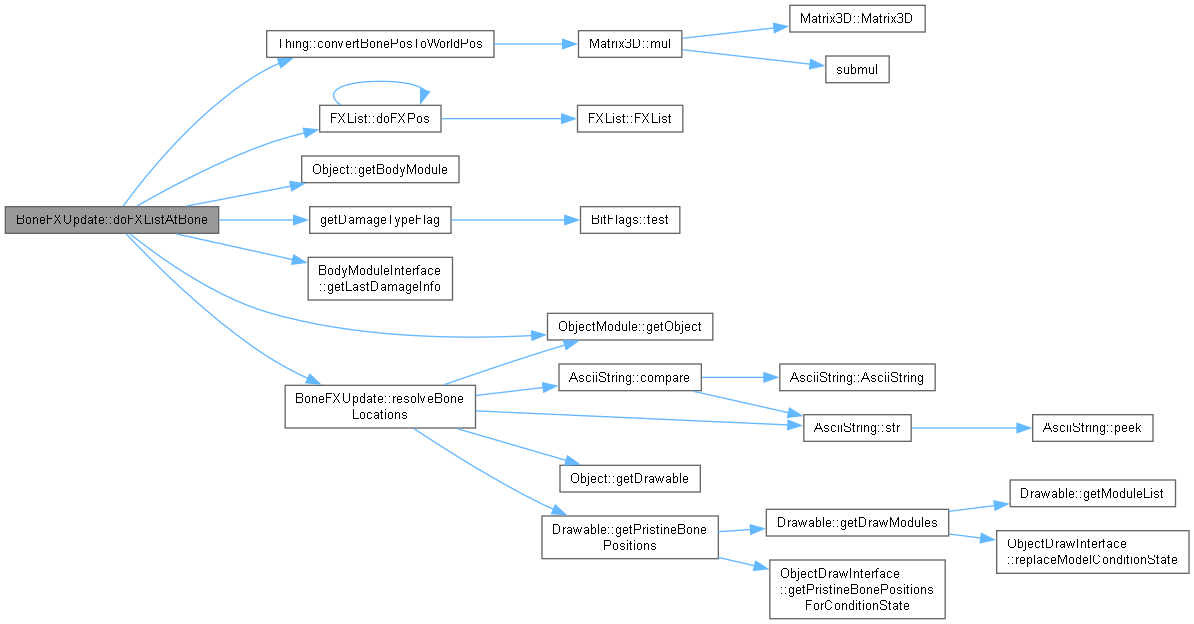 Matrix3D::Matrix3D
Thing::convertBonePosToWorldPos
Matrix3D::mul
submul
FXList::doFXPos
FXList::FXList
Object::getBodyModule
BoneFXUpdate::doFXListAtBone
getDamageTypeFlag
BitFlags::test
BodyModuleInterface
::getLastDamageInfo
ObjectModule::getObject
AsciiString::compare
AsciiString::AsciiString
BoneFXUpdate::resolveBone
Locations
AsciiString::str
AsciiString::peek
Object::getDrawable
Drawable::getModuleList
Drawable::getPristineBone
Positions
Drawable::getDrawModules
ObjectDrawInterface
::replaceModelConditionState
ObjectDrawInterface
::getPristineBonePositions
ForConditionState